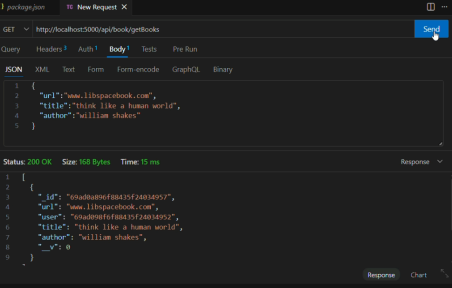 package.json
TC New Request ×
GET
http://localhost:5000/api/book/getBooks
Send
Query
Headers 3
Auth 1
Body 1
Tests
Pre Run
JSON
XML
Text
Form
Form-encode
GraphQL
Binary
1 {
2 "url":"www.libspacebook.com",
3 "title":"think like a human world",
4 "author":"william shakes"
5 }
Status: 200 OK Size: 168 Bytes Time: 15 ms
Response
1 [
2 {
3 "_id": "69ad0a896f88435f24034957",
4 "url": "www.libspacebook.com",
5 "user": "69ad098f6f88435f24034952",
6 "title": "think like a human world",
7 "author": "william shakes",
8 "__v": 0
9 }
Response
Chart